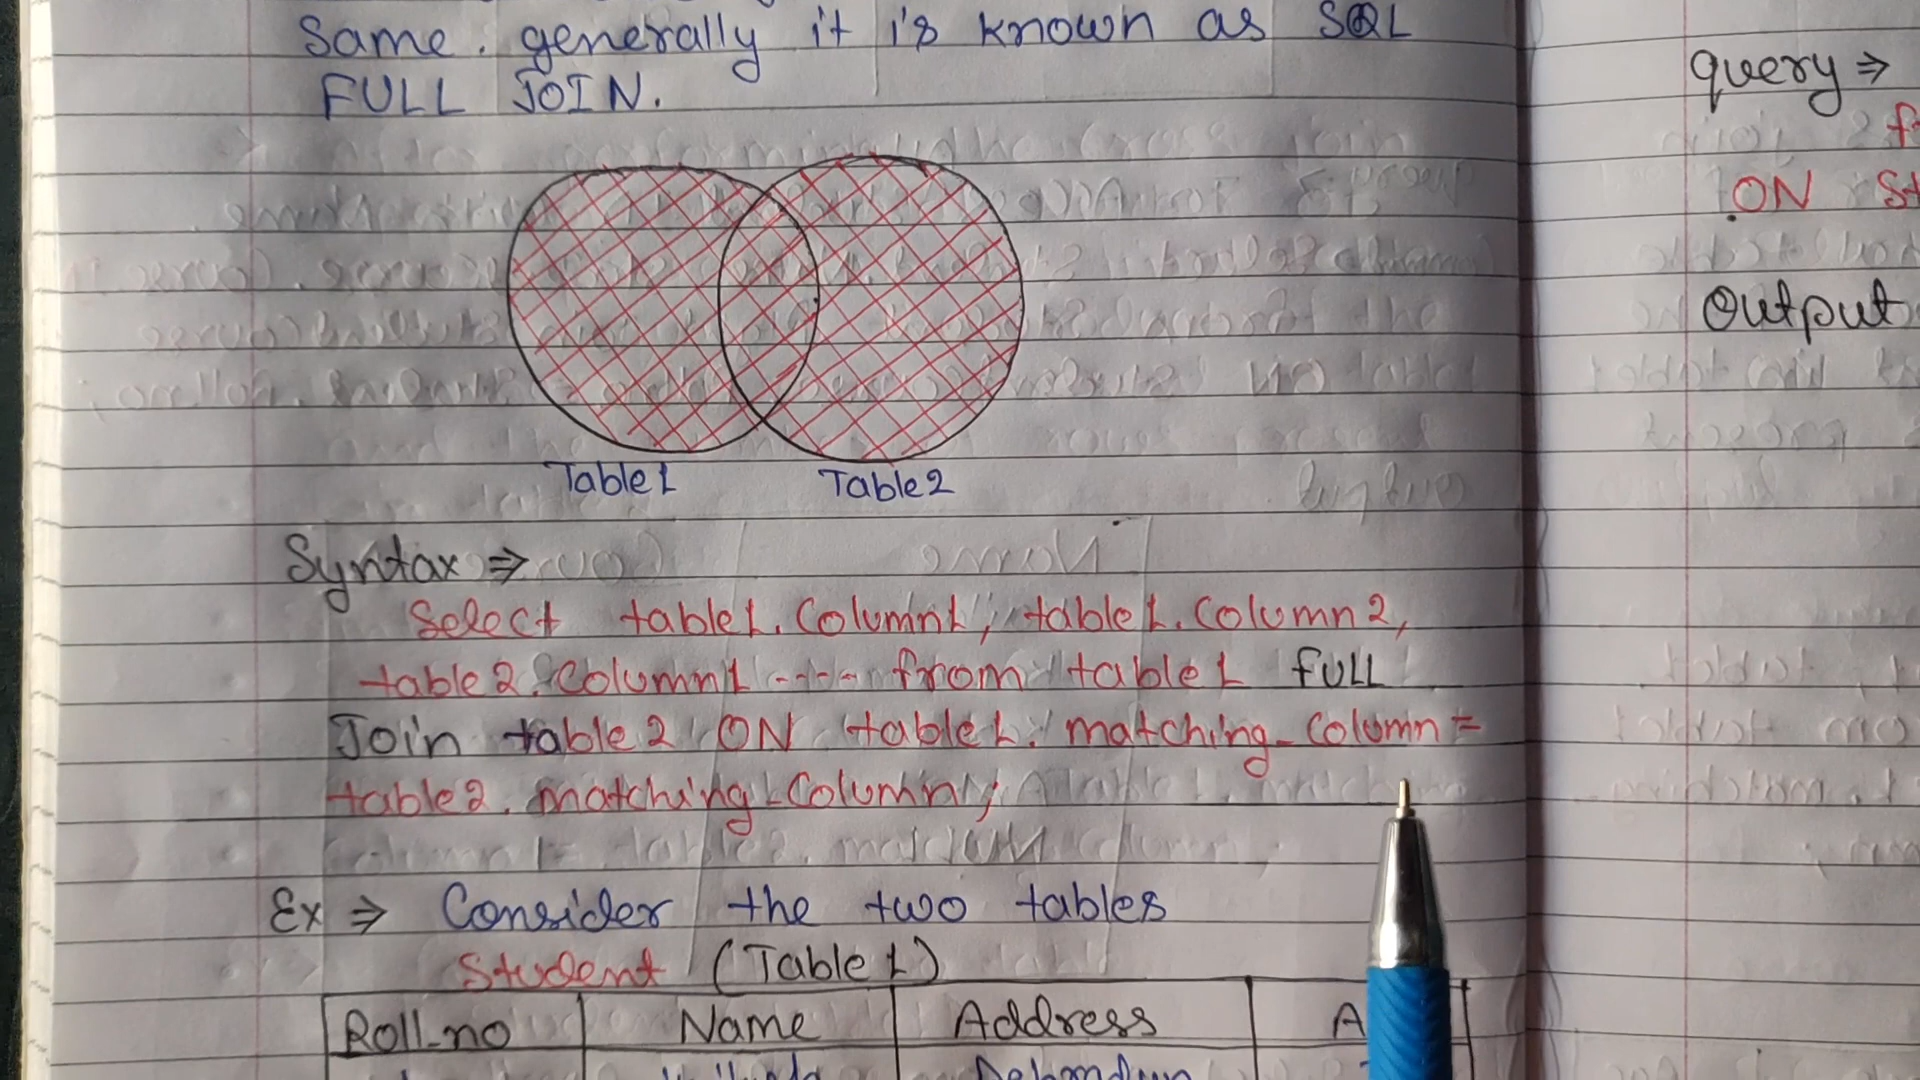 Same. generally it is known as SQL
FULL JOIN.
Table1
Table2
Syntax ⇒
Select table1.Column1, table1.Column2,
table2.Column1 ---- from table1 FULL
Join table2 ON table1.matching_Column =
table2.matching_Column;
Ex ⇒ Consider the two tables
Student (Table1)
Roll_no Name Address A
query ⇒
ON St
Output